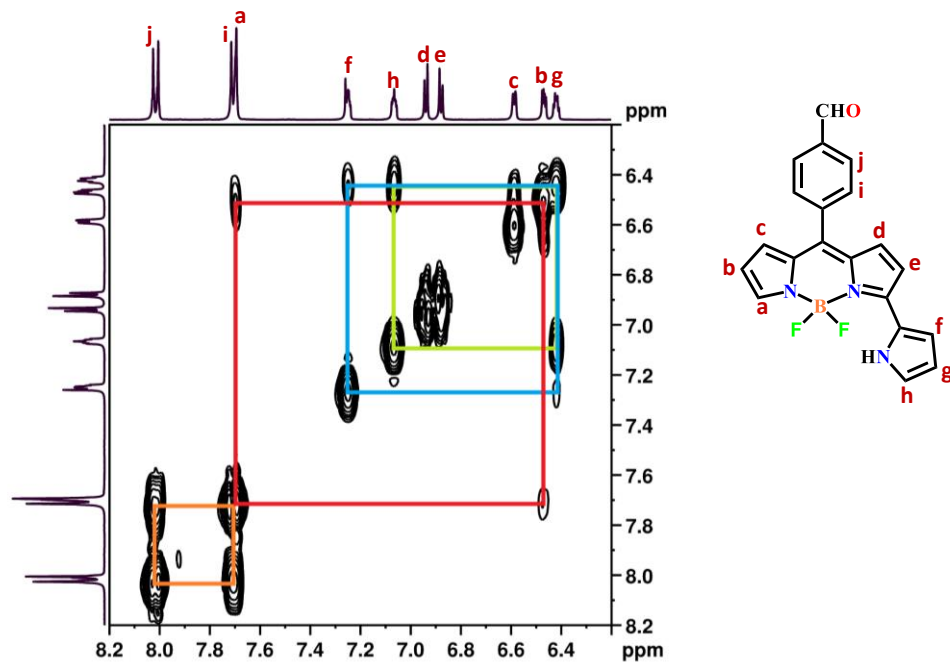 j i a f h d e c b g
ppm
6.4
6.6
6.8
7.0
7.2
7.4
7.6
7.8
8.0
8.2
8.2 8.0 7.8 7.6 7.4 7.2 7.0 6.8 6.6 6.4 ppm
CHO
j
i
c d
b e
a N N
B
F F f
HN g
h